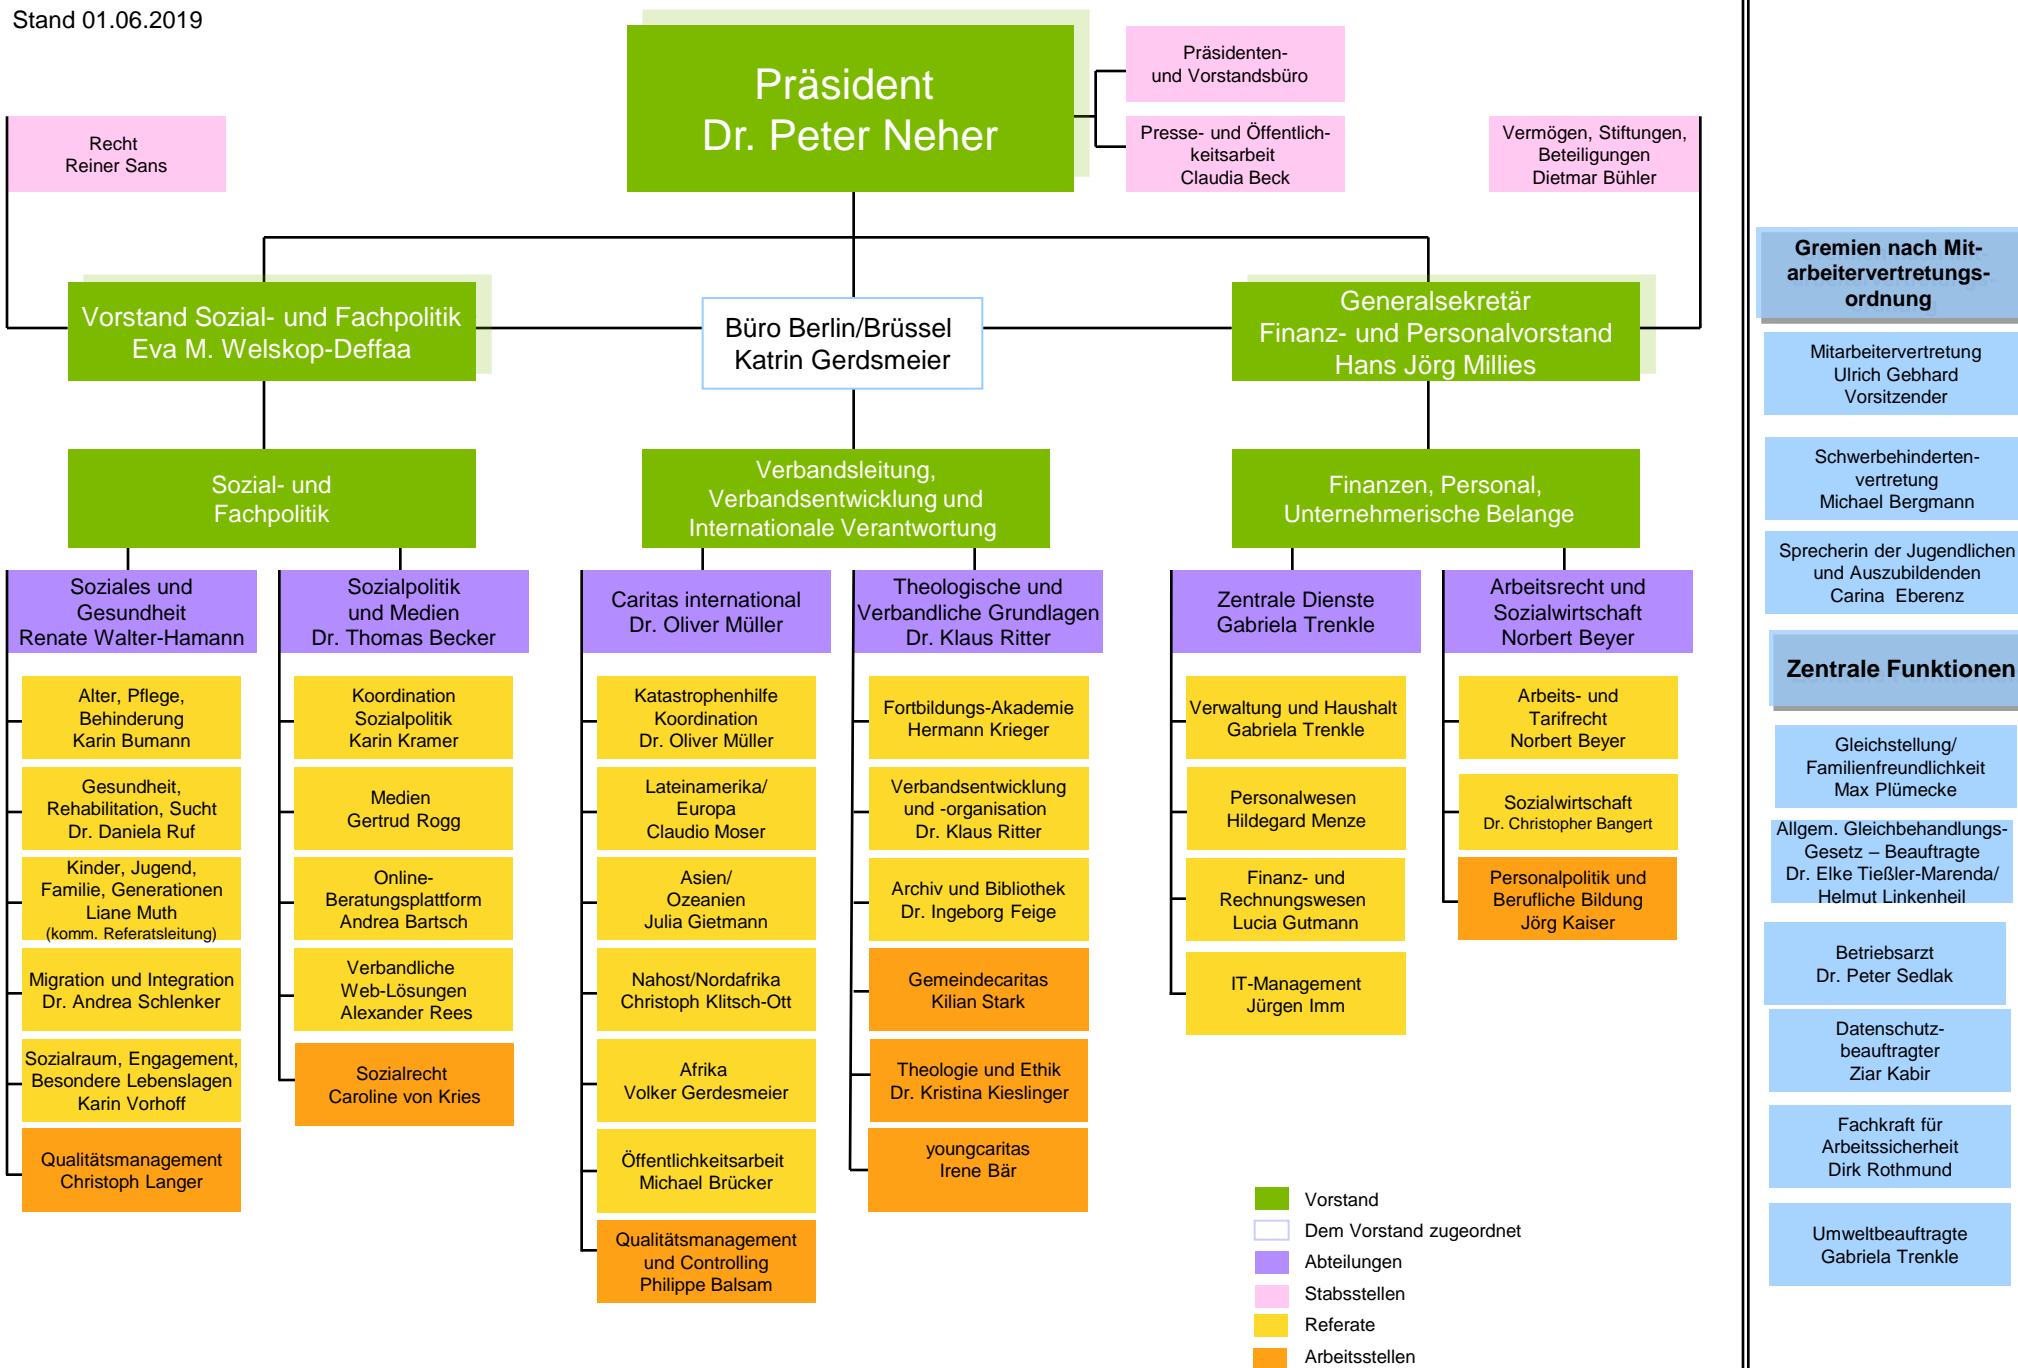 Stand 01.06.2019
Präsident
Dr. Peter Neher
Präsidenten-
und Vorstandsbüro
Presse- und Öffentlich-
keitsarbeit
Claudia Beck
Recht
Reiner Sans
Vermögen, Stiftungen,
Beteiligungen
Dietmar Bühler
Vorstand Sozial- und Fachpolitik
Eva M. Welskop-Deffaa
Büro Berlin/Brüssel
Katrin Gerdsmeier
Generalsekretär
Finanz- und Personalvorstand
Hans Jörg Millies
Sozial- und
Fachpolitik
Verbandsleitung,
Verbandsentwicklung und
Internationale Verantwortung
Finanzen, Personal,
Unternehmerische Belange
Soziales und
Gesundheit
Renate Walter-Hamann
Alter, Pflege,
Behinderung
Karin Bumann
Gesundheit,
Rehabilitation, Sucht
Dr. Daniela Ruf
Kinder, Jugend,
Familie, Generationen
Liane Muth
(komm. Referatsleitung)
Migration und Integration
Dr. Andrea Schlenker
Sozialraum, Engagement,
Besondere Lebenslagen
Karin Vorhoff
Qualitätsmanagement
Christoph Langer
Sozialpolitik
und Medien
Dr. Thomas Becker
Koordination
Sozialpolitik
Karin Kramer
Medien
Gertrud Rogg
Online-
Beratungsplattform
Andrea Bartsch
Verbandliche
Web-Lösungen
Alexander Rees
Sozialrecht
Caroline von Kries
Caritas international
Dr. Oliver Müller
Katastrophenhilfe
Koordination
Dr. Oliver Müller
Lateinamerika/
Europa
Claudio Moser
Asien/
Ozeanien
Julia Gietmann
Nahost/Nordafrika
Christoph Klitsch-Ott
Afrika
Volker Gerdesmeier
Öffentlichkeitsarbeit
Michael Brücker
Qualitätsmanagement
und Controlling
Philippe Balsam
Theologische und
Verbandliche Grundlagen
Dr. Klaus Ritter
Fortbildungs-Akademie
Hermann Krieger
Verbandsentwicklung
und -organisation
Dr. Klaus Ritter
Archiv und Bibliothek
Dr. Ingeborg Feige
Gemeindecaritas
Kilian Stark
Theologie und Ethik
Dr. Kristina Kieslinger
youngcaritas
Irene Bär
Zentrale Dienste
Gabriela Trenkle
Verwaltung und Haushalt
Gabriela Trenkle
Personalwesen
Hildegard Menze
Finanz- und
Rechnungswesen
Lucia Gutmann
IT-Management
Jürgen Imm
Arbeitsrecht und
Sozialwirtschaft
Norbert Beyer
Arbeits- und
Tarifrecht
Norbert Beyer
Sozialwirtschaft
Dr. Christopher Bangert
Personalpolitik und
Berufliche Bildung
Jörg Kaiser
Vorstand
Dem Vorstand zugeordnet
Abteilungen
Stabsstellen
Referate
Arbeitsstellen
Gremien nach Mit-
arbeitervertretungs-
ordnung
Mitarbeitervertretung
Ulrich Gebhard
Vorsitzender
Schwerbehinderten-
vertretung
Michael Bergmann
Sprecherin der Jugendlichen
und Auszubildenden
Carina Eberenz
Zentrale Funktionen
Gleichstellung/
Familienfreundlichkeit
Max Plümecke
Allgem. Gleichbehandlungs-
Gesetz – Beauftragte
Dr. Elke Tießler-Marenda/
Helmut Linkenheil
Betriebsarzt
Dr. Peter Sedlak
Datenschutz-
beauftragter
Ziar Kabir
Fachkraft für
Arbeitssicherheit
Dirk Rothmund
Umweltbeauftragte
Gabriela Trenkle